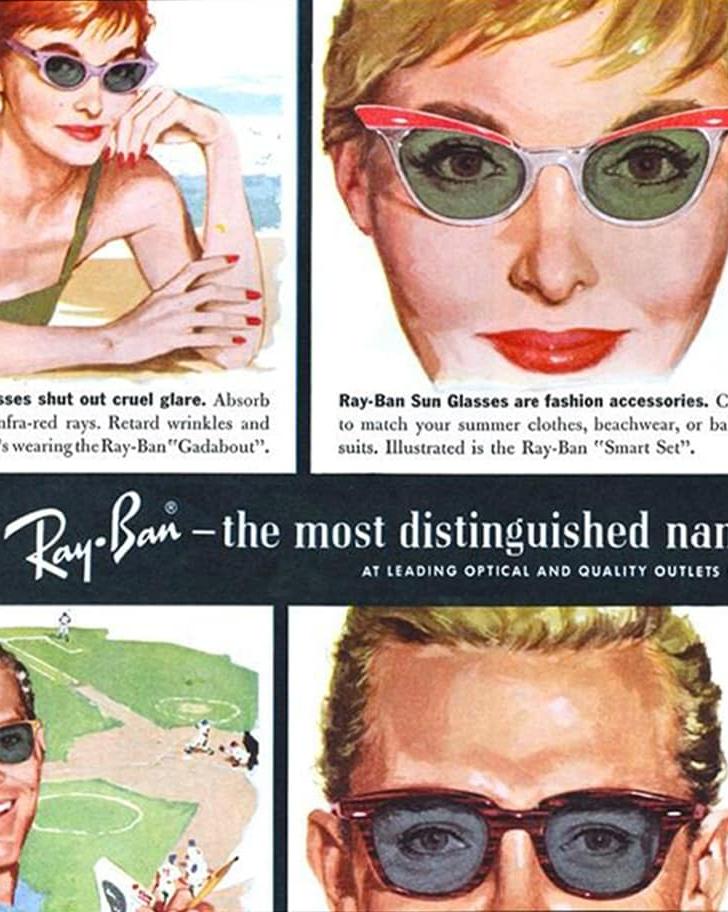 sses shut out cruel glare. Absorb
nfra-red rays. Retard wrinkles and
's wearing the Ray-Ban "Gadabout".
Ray-Ban Sun Glasses are fashion accessories. C
to match your summer clothes, beachwear, or ba
suits. Illustrated is the Ray-Ban "Smart Set".
Ray-Ban® – the most distinguished nar
AT LEADING OPTICAL AND QUALITY OUTLETS